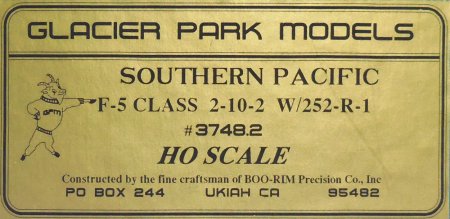 GLACIER PARK MODELS
SOUTHERN PACIFIC
F-5 CLASS 2-10-2 W/252-R-1
#3748.2
HO SCALE
Constructed by the fine craftsman of BOO-RIM Precision Co., Inc
PO BOX 244 UKIAH CA 95482